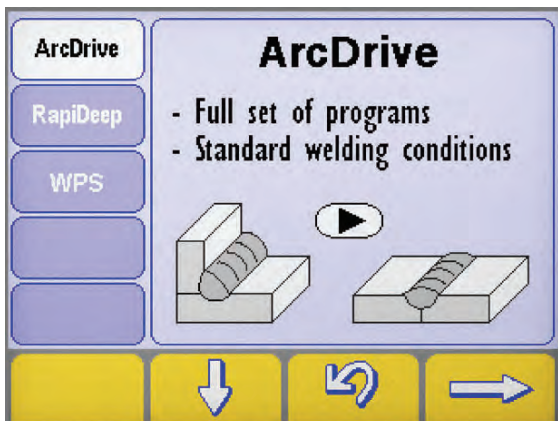 ArcDrive
RapiDeep
WPS
ArcDrive
- Full set of programs
- Standard welding conditions